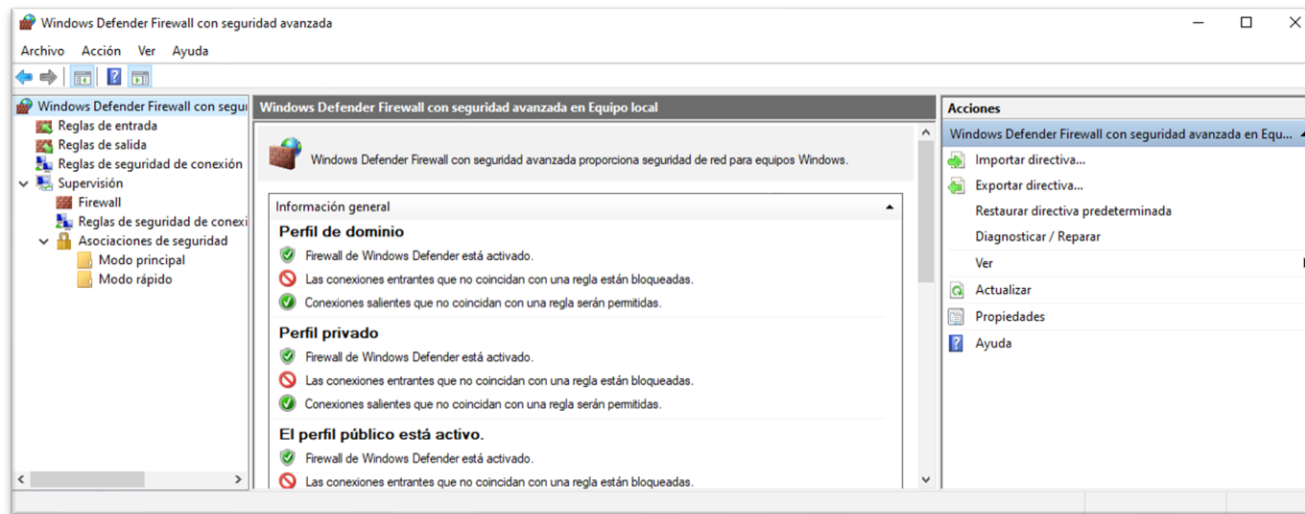 Windows Defender Firewall con seguridad avanzada
Archivo Acción Ver Ayuda
Windows Defender Firewall con segu
Reglas de entrada
Reglas de salida
Reglas de seguridad de conexión
Supervisión
Firewall
Reglas de seguridad de conexi
Asociaciones de seguridad
Modo principal
Modo rápido
Windows Defender Firewall con seguridad avanzada en Equipo local
Windows Defender Firewall con seguridad avanzada proporciona seguridad de red para equipos Windows.
Información general
Perfil de dominio
Firewall de Windows Defender está activado.
Las conexiones entrantes que no coincidan con una regla están bloqueadas.
Conexiones salientes que no coincidan con una regla serán permitidas.
Perfil privado
Firewall de Windows Defender está activado.
Las conexiones entrantes que no coincidan con una regla están bloqueadas.
Conexiones salientes que no coincidan con una regla serán permitidas.
El perfil público está activo.
Firewall de Windows Defender está activado.
Las conexiones entrantes que no coincidan con una regla están bloqueadas.
Acciones
Windows Defender Firewall con seguridad avanzada en Equ...
Importar directiva...
Exportar directiva...
Restaurar directiva predeterminada
Diagnosticar / Reparar
Ver
Actualizar
Propiedades
Ayuda